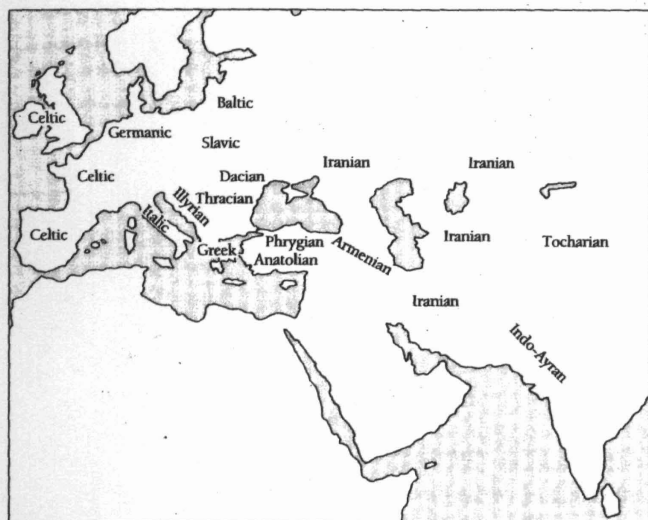 Baltic
Celtic
Germanic
Slavic
Iranian
Iranian
Celtic
Dacian
Illyrian
Thracian
Italic
Celtic
Greek
Phrygian
Anatolian
Armenian
Iranian
Tocharian
Iranian
Indo-Ayran